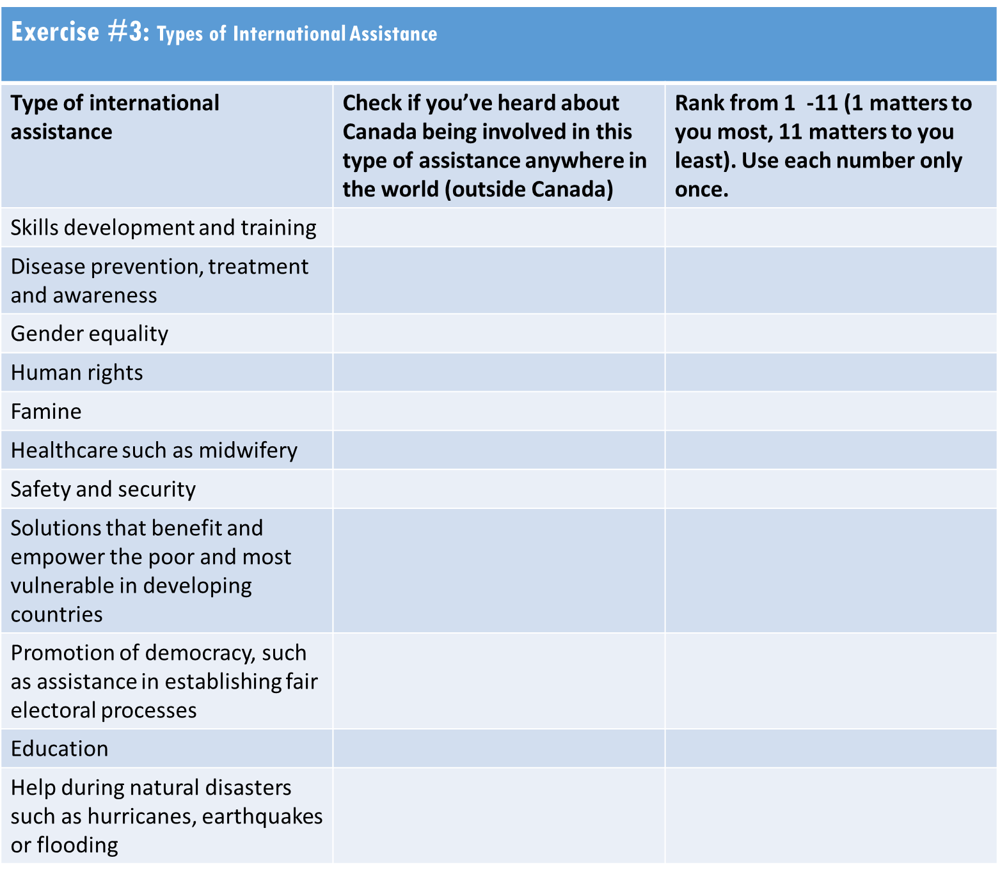 Exercise #3: Types of International Assistance
Type of international
assistance
Check if you’ve heard about
Canada being involved in this
type of assistance anywhere in
the world (outside Canada)
Rank from 1  -11 (1 matters to
you most, 11 matters to you
least). Use each number only
once.
Skills development and training
Disease prevention, treatment
and awareness
Gender equality
Human rights
Famine
Healthcare such as midwifery
Safety and security
Solutions that benefit and
empower the poor and most
vulnerable in developing
countries
Promotion of democracy, such
as assistance in establishing fair
electoral processes
Education
Help during natural disasters
such as hurricanes, earthquakes
or flooding